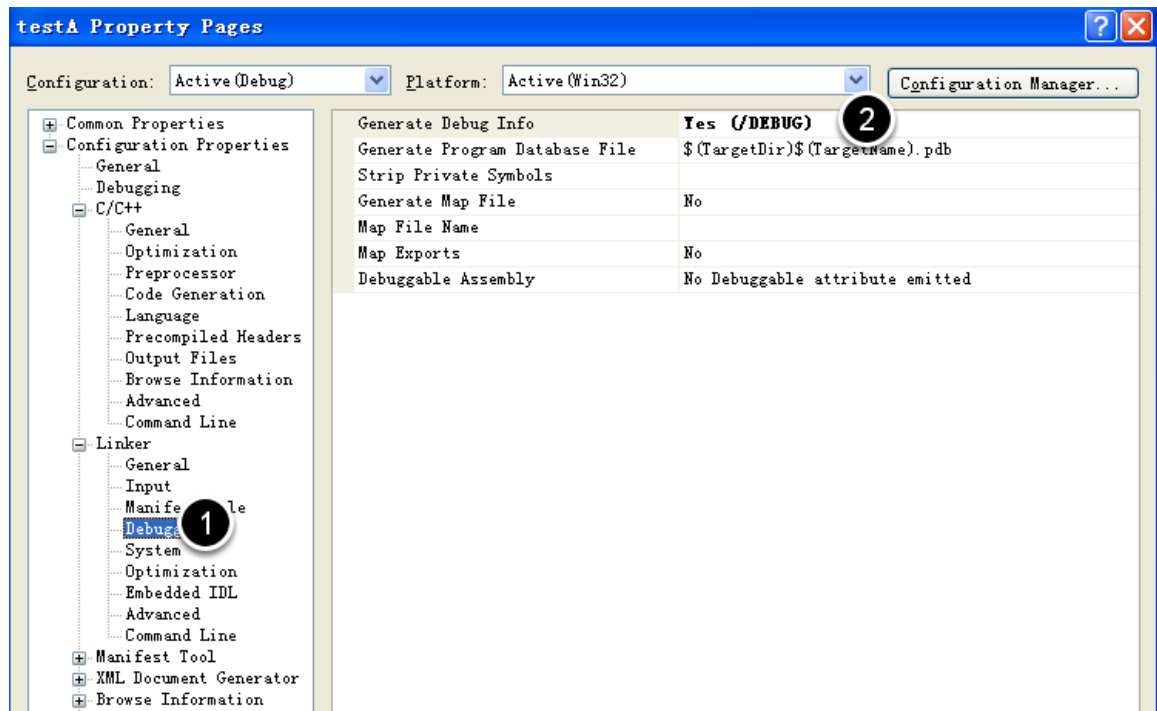 testA Property Pages
Configuration: Active(Debug) Platform: Active(Win32) Configuration Manager...
Common Properties
Configuration Properties
General
Debugging
C/C++
General
Optimization
Preprocessor
Code Generation
Language
Precompiled Headers
Output Files
Browse Information
Advanced
Command Line
Linker
General
Input
1
System
Optimization
Embedded IDL
Advanced
Command Line
Manifest Tool
XML Document Generator
Browse Information
Generate Debug Info Yes (/DEBUG) 2
Generate Program Database File $(TargetDir)$(TargetName).pdb
Strip Private Symbols
Generate Map File No
Map File Name
Map Exports No
Debuggable Assembly No Debuggable attribute emitted